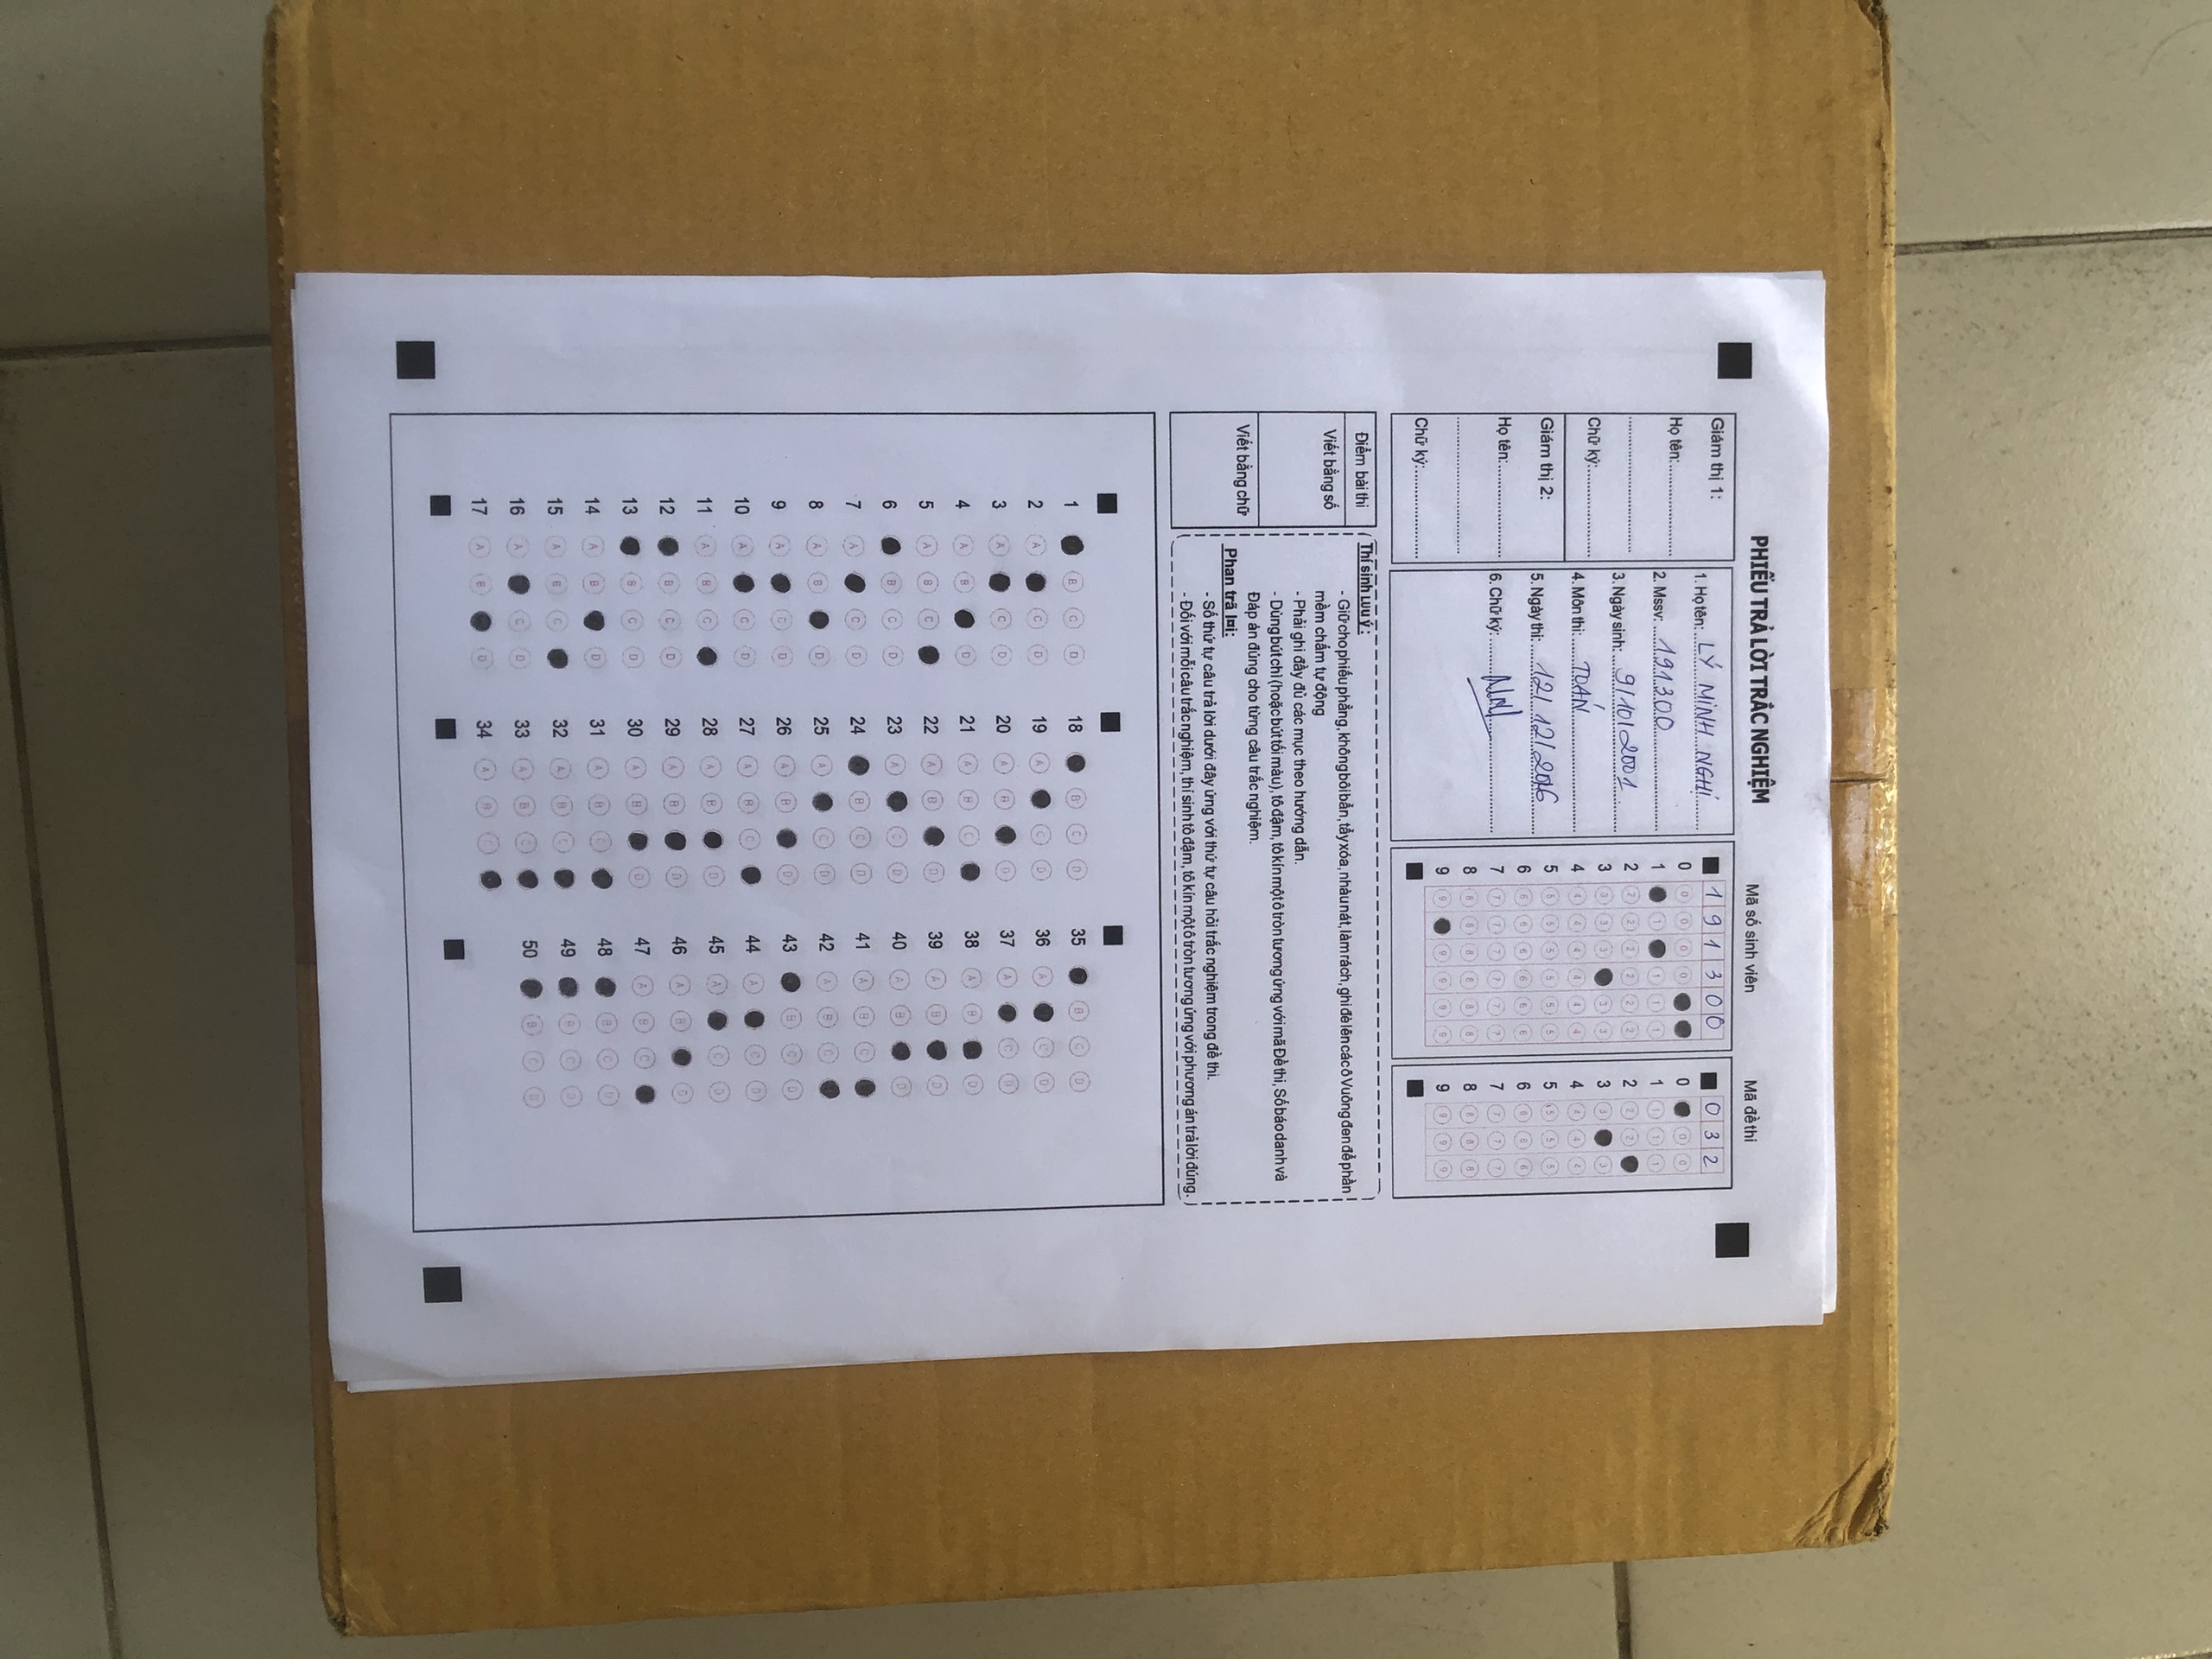 PHIẾU TRẢ LỜI TRẮC NGHIỆM
Mã số sinh viên
Mã đề thi
Giám thị 1:
Họ tên:
Chữ ký:
Giám thị 2:
Họ tên:
Chữ ký:
1. Họ tên: LÝ MINH NGHỊ
2. Mssv: 191300
3. Ngày sinh: 9/10/2001
4. Môn thi: TOÁN
5. Ngày thi: 12/12/2016
6. Chữ ký:
1 9 1 3 0 0
0 0 0 0 0
1 1 1 1 1
2 2 2 2 2 2 2
3 3 3 3 3 3
4 4 4 4 4 4 4
5 5 5 5 5 5 5
6 6 6 6 6 6 6
7 7 7 7 7 7 7
8 8 8 8 8 8 8
9 9 9 9 9 9
0 3 2
0 0 0
1 1 1 1
2 2 2
3 3 3
4 4 4 4
5 5 5 5
6 6 6 6
7 7 7 7
8 8 8 8
9 9 9 9
Điểm bài thi
Viết bằng số
Viết bằng chữ
Thí sinh Lưu ý :
- Giữ cho phiếu phẳng, không bôi bẩn, tẩy xóa, nhàu nát, làm rách, ghi đè lên các ô Vuông đen để phần
mềm chấm tự động
- Phải ghi đầy đủ các mục theo hướng dẫn.
- Dùng bút chì (hoặc bút tối màu), tô đậm, tô kín một ô tròn tương ứng với mã Đề thi, Số báo danh và
Đáp án đúng cho từng câu trắc nghiệm.
Phan trã lại:
- Số thứ tự câu trả lời dưới đây ứng với thứ tự câu hỏi trắc nghiệm trong đề thi.
- Đối với mỗi câu trắc nghiệm, thí sinh tô đậm, tô kín một ô tròn tương ứng với phương án trả lời đúng.
1 B C D
2 A C D
3 A C D
4 A B D
5 A B C
6 B C D
7 A C D
8 A B D
9 A C D
10 A C D
11 A B C
12 B C D
13 B C D
14 A B D
15 A B C
16 A C D
17 A B D
18 B C D
19 A C D
20 A B D
21 A B C
22 A B D
23 A C D
24 B C D
25 A C D
26 A B D
27 A B C
28 A B D
29 A B D
30 A B D
31 A B C
32 A B C
33 A B C
34 A B C
35 B C D
36 A C D
37 A C D
38 A B D
39 A B D
40 A B D
41 A B C
42 A B C
43 B C D
44 A C D
45 A C D
46 A B D
47 A B C
48 B C D
49 B C D
50 B C D